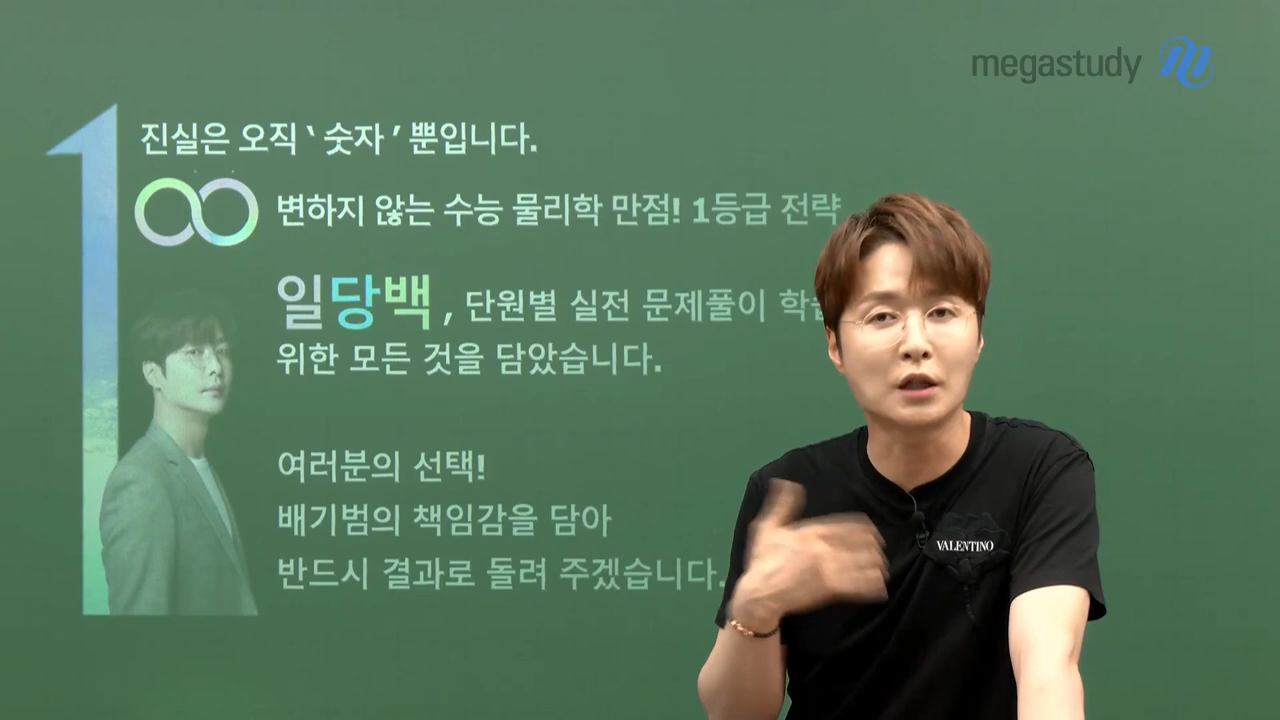 megastudy
진실은 오직 ‘ 숫자 ’ 뿐입니다.
변하지 않는 수능 물리학 만점! 1등급 전략
일당백, 단원별 실전 문제풀이
위한 모든 것을 담았습니다.
여러분의 선택!
배기범의 책임감을 담아
반드시 결과로 돌려 주겠습니다.
VALENTINO